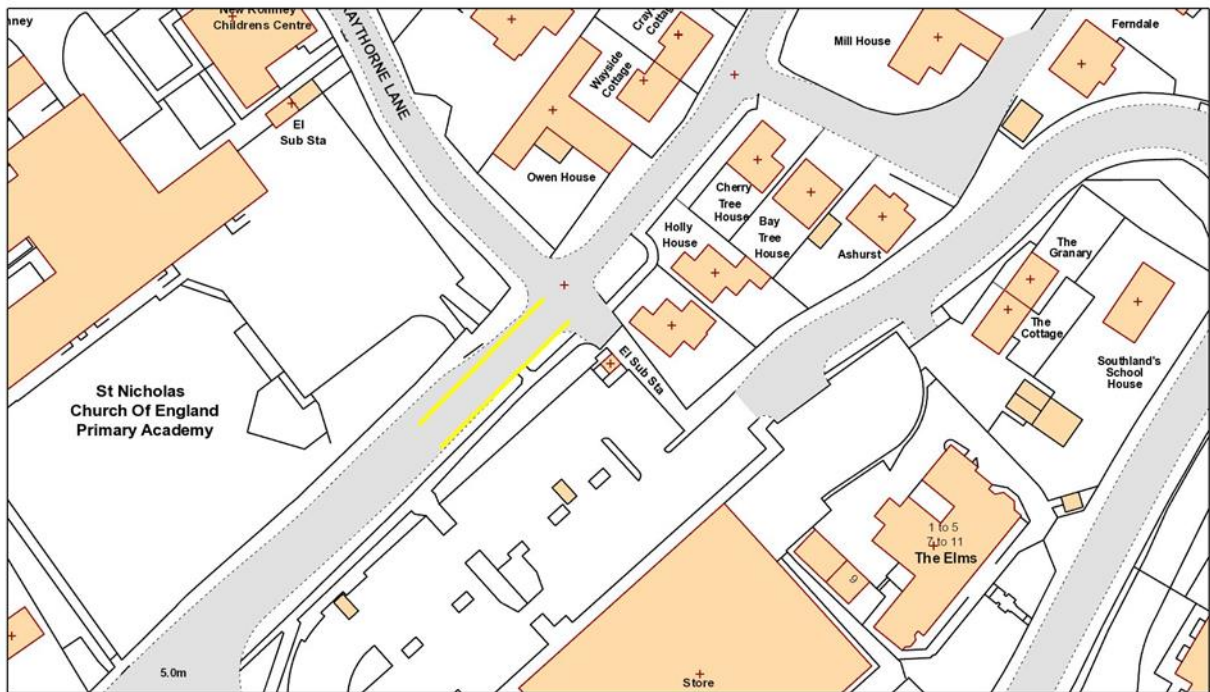 New Romney
Childrens Centre
El
Sub Sta
Cottage
Wayside
Cottage
Owen House
Mill House
Ferndale
Cherry
Tree
House
Bay
Tree
House
Holly
House
Ashurst
The
Granary
The
Cottage
Southland's
School
House
El Sub Sta
St Nicholas
Church Of England
Primary Academy
1 to 5
7 to 11
The Elms
9
5.0m
Store